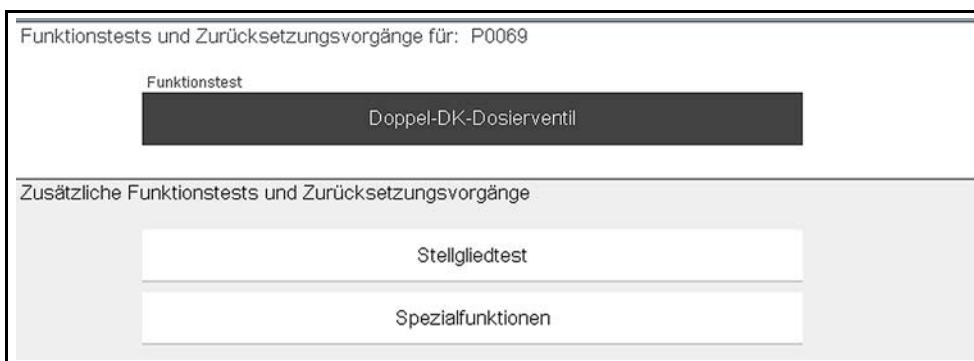 Funktionstests und Zurücksetzungsvorgänge für: P0069
Funktionstest
Doppel-DK-Dosierventil
Zusätzliche Funktionstests und Zurücksetzungsvorgänge
Stellgliedtest
Spezialfunktionen